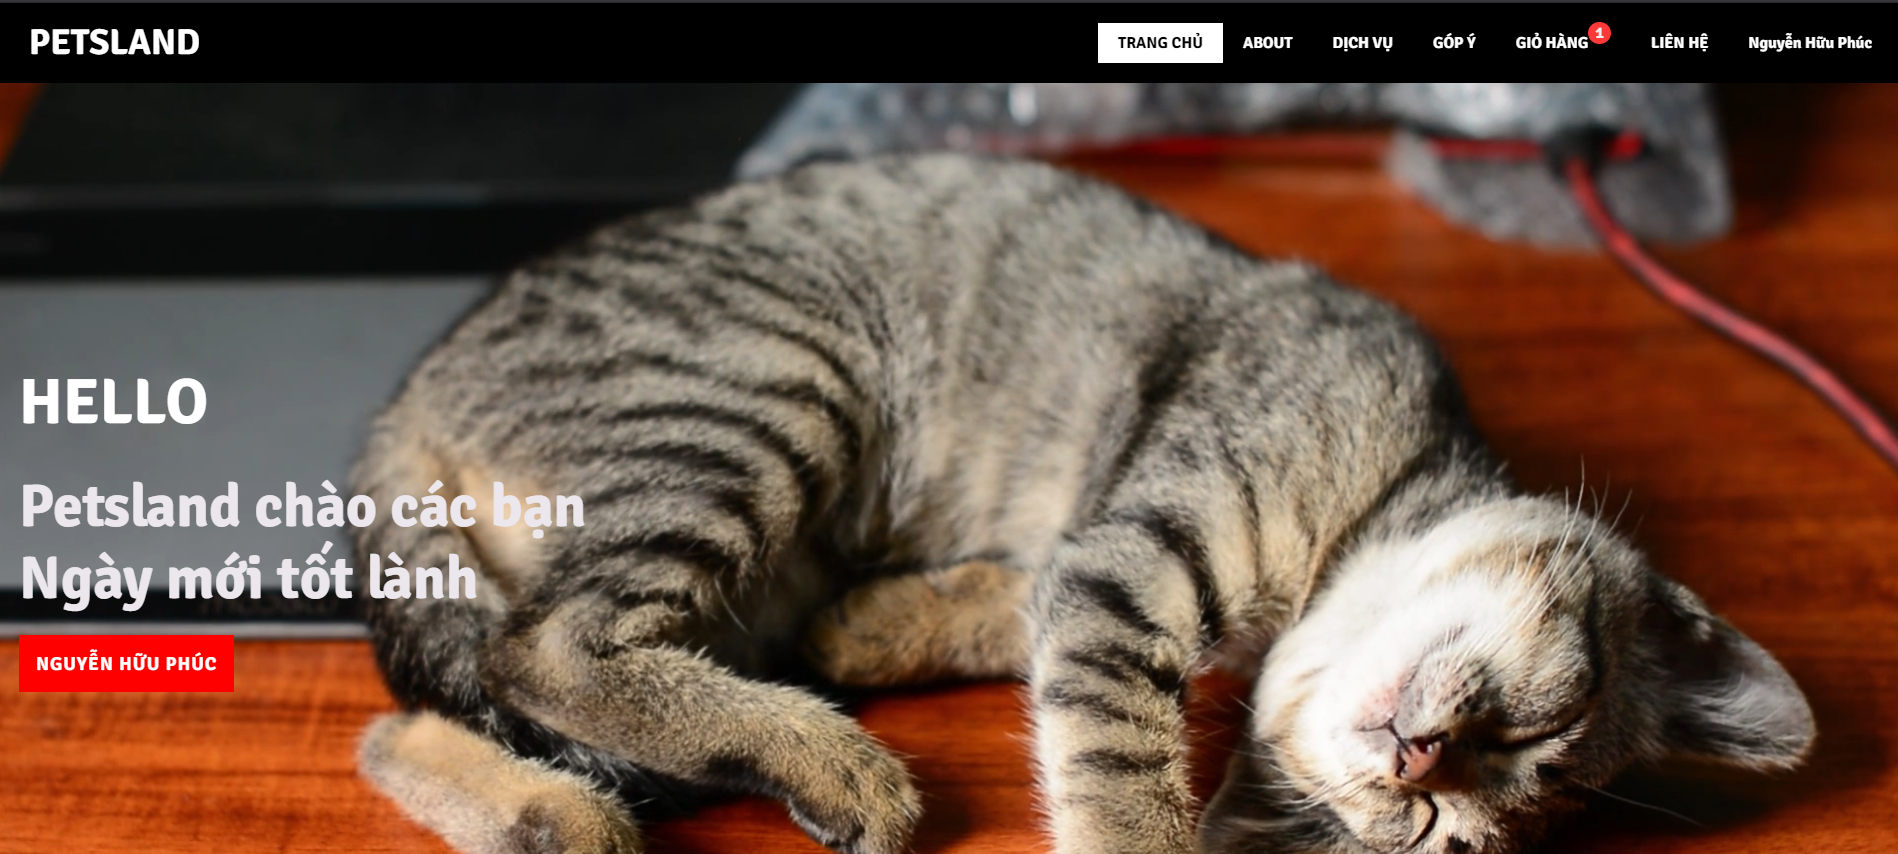 PETSLAND
TRANG CHỦ ABOUT DỊCH VỤ GÓP Ý GIỎ HÀNG 1 LIÊN HỆ Nguyễn Hữu Phúc
HELLO
Petsland chào các bạn
Ngày mới tốt lành
NGUYỄN HỮU PHÚC